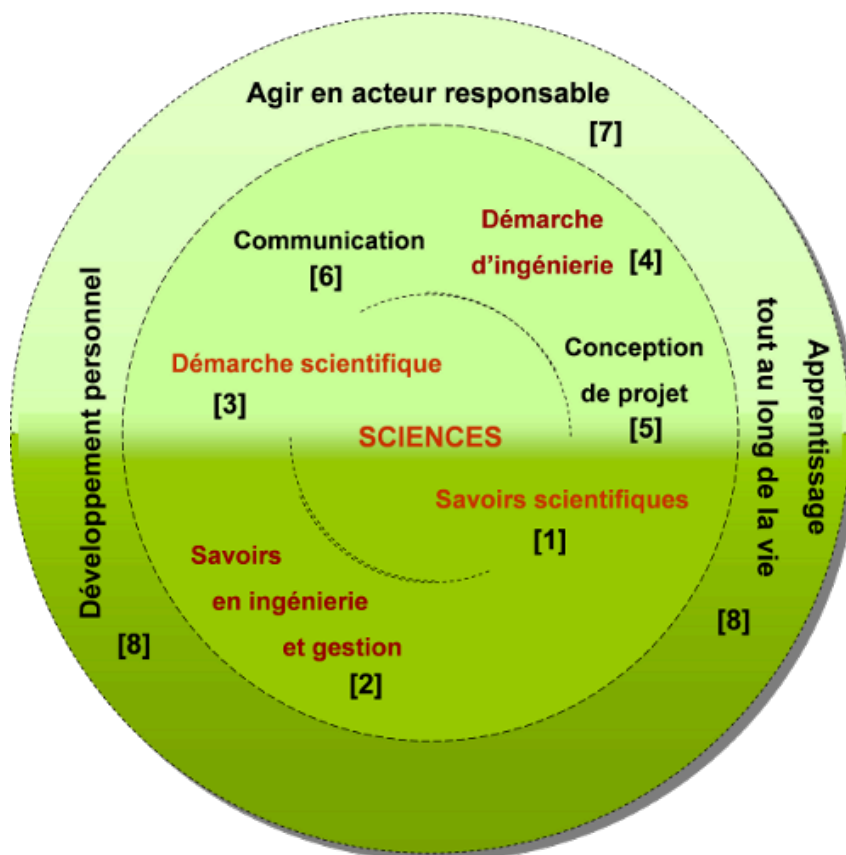 Agir en acteur responsable
[7]
Démarche
d'ingénierie [4]
Communication
[6]
Développement personnel
[8]
Apprentissage
tout au long de la vie
[8]
Conception
de projet
[5]
Démarche scientifique
[3]
SCIENCES
Savoirs scientifiques
[1]
Savoirs
en ingénierie
et gestion
[2]